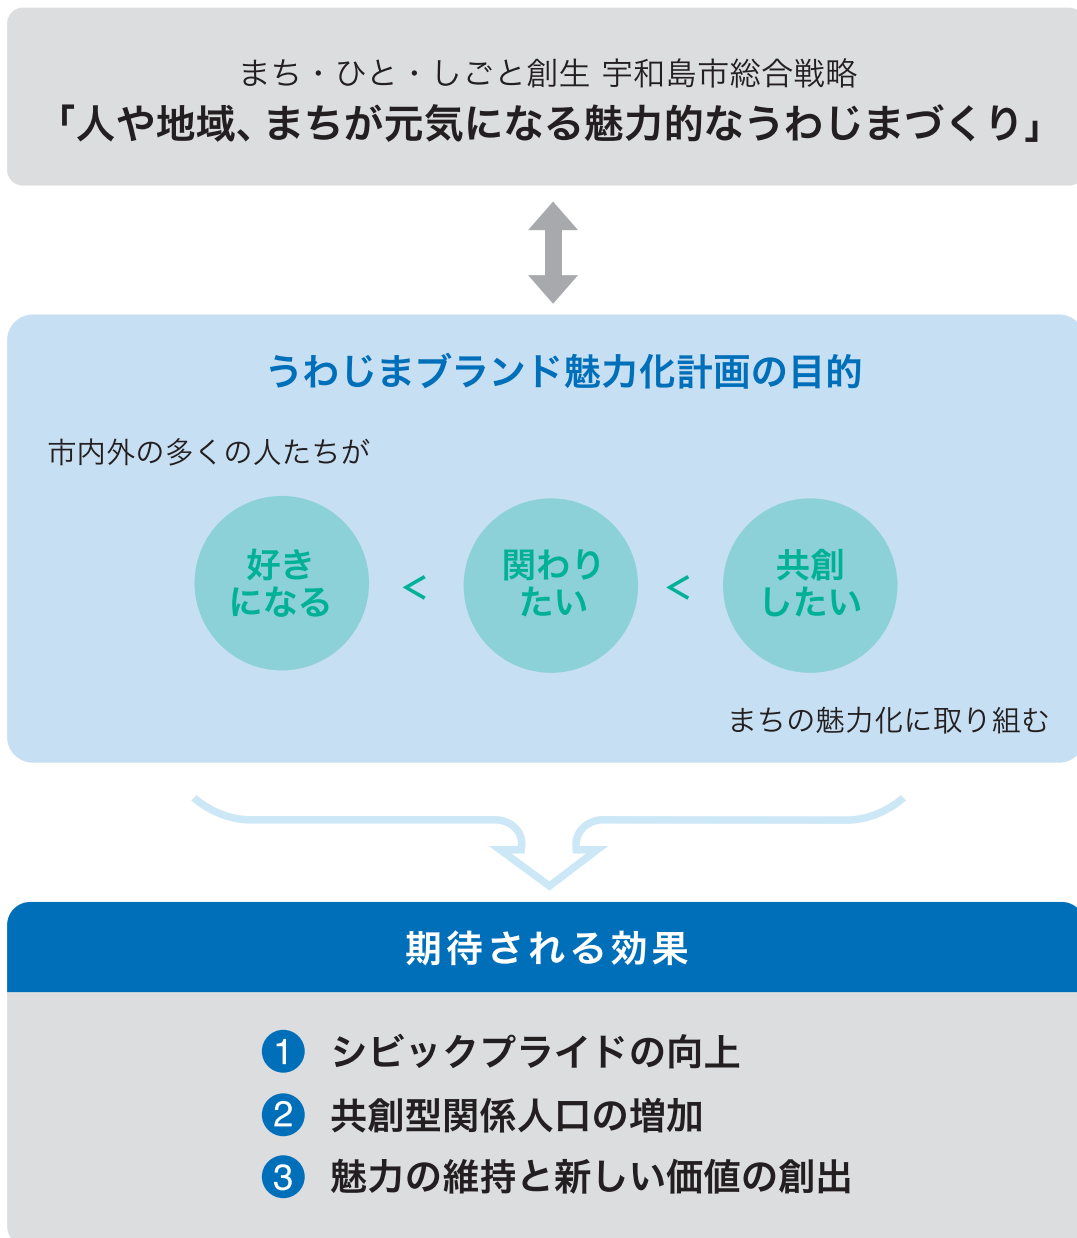 まち・ひと・しごと創生 宇和島市総合戦略
「人や地域、まちが元気になる魅力的なうわじまづくり」
うわじまブランド魅力化計画の目的
市内外の多くの人たちが
好き
になる
<
関わり
たい
<
共創
したい
まちの魅力化に取り組む
期待される効果
1 シビックプライドの向上
2 共創型関係人口の増加
3 魅力の維持と新しい価値の創出